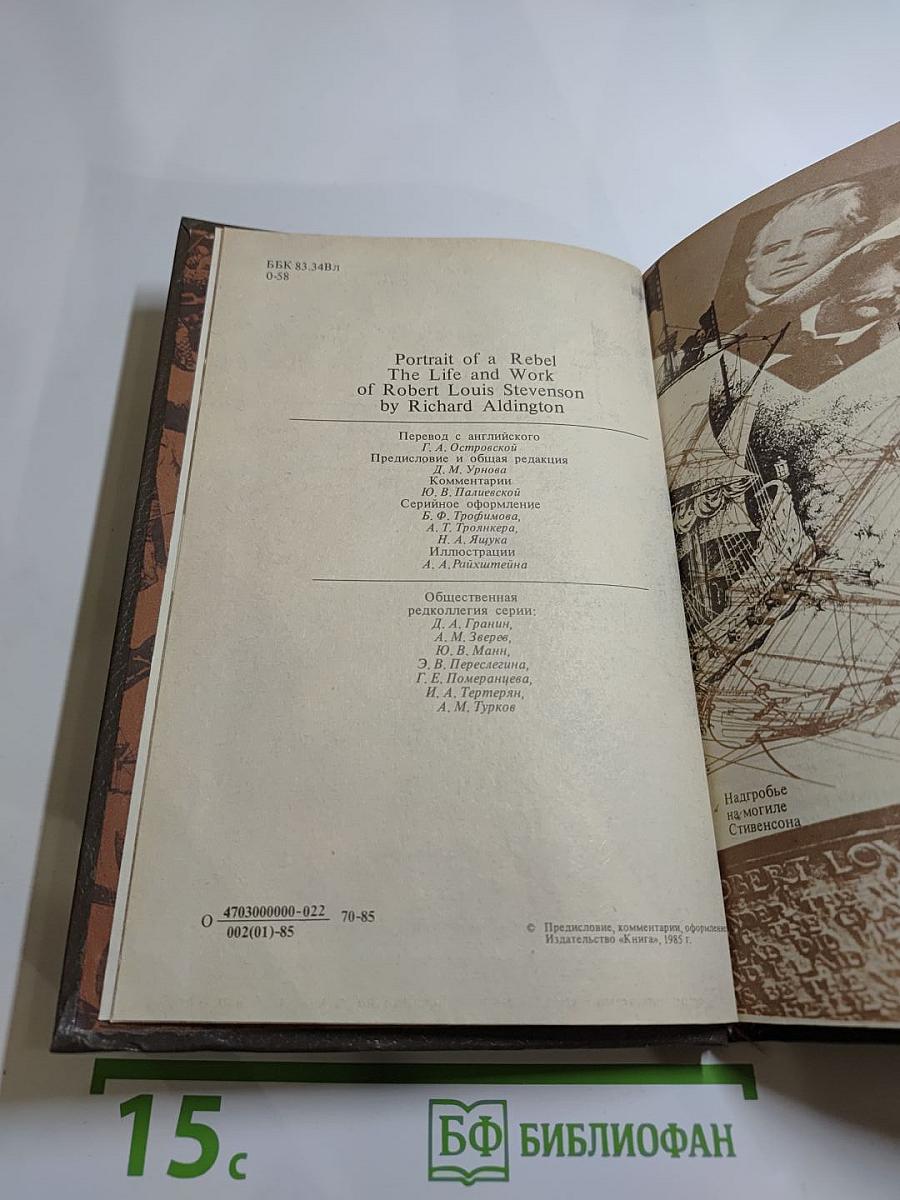 ББК 83.34Вл
0-58
Portrait of a Rebel
The Life and Work
of Robert Louis Stevenson
by Richard Aldington
Перевод с английского
Г. А. Островской
Предисловие и общая редакция
Д. М. Урнова
Комментарии
Ю. В. Палиевской
Серийное оформление
Б. Ф. Трофимова,
А. Т. Троянкера,
Н. А. Ящука
Иллюстрации
А. А. Райхштейна
Общественная
редколлегия серии:
Д. А. Гранин,
А. М. Зверев,
Ю. В. Манн,
Э. В. Переслегина,
Г. Е. Померанцева,
И. А. Тертерян,
А. М. Турков
О 4703000000-022 70-85
002(01)-85
© Предисловие, комментарии, оформление
Издательство «Книга», 1985 г.
Надгробье
на могиле
Стивенсона
15 с
БФ БИБЛИОФАН